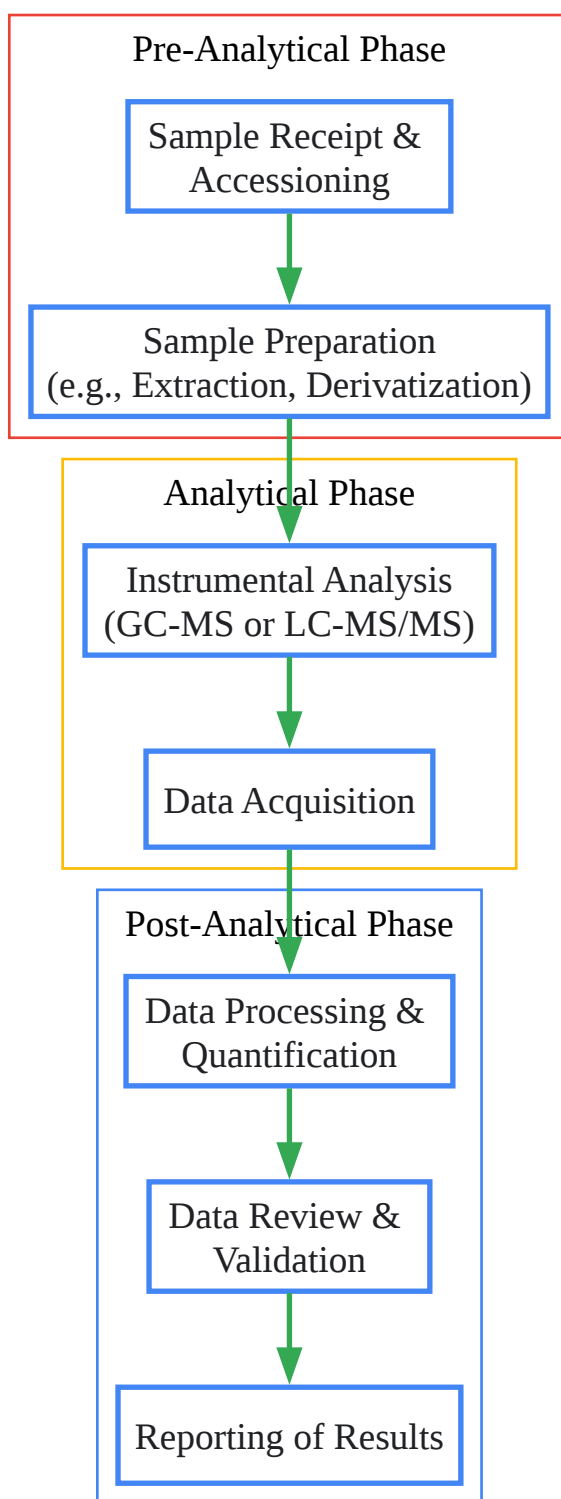 Pre-Analytical Phase
Sample Receipt &
Accessioning
Sample Preparation
(e.g., Extraction, Derivatization)
Analytical Phase
Instrumental Analysis
(GC-MS or LC-MS/MS)
Data Acquisition
Post-Analytical Phase
Data Processing &
Quantification
Data Review &
Validation
Reporting of Results